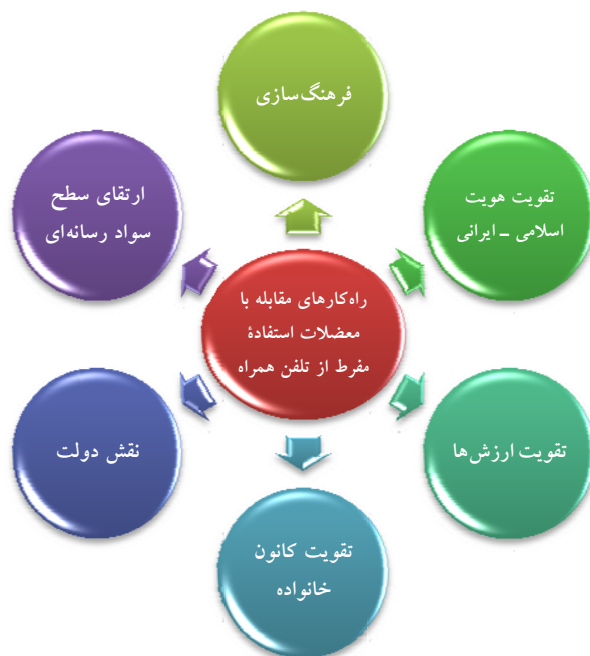 فرهنگ‌سازی
تقویت هویت
اسلامی ـ ایرانی
تقویت ارزش‌ها
تقویت کانون
خانواده
نقش دولت
ارتقای سطح
سواد رسانه‌ای
راه‌کارهای مقابله با
معضلات استفادۀ
مفرط از تلفن همراه